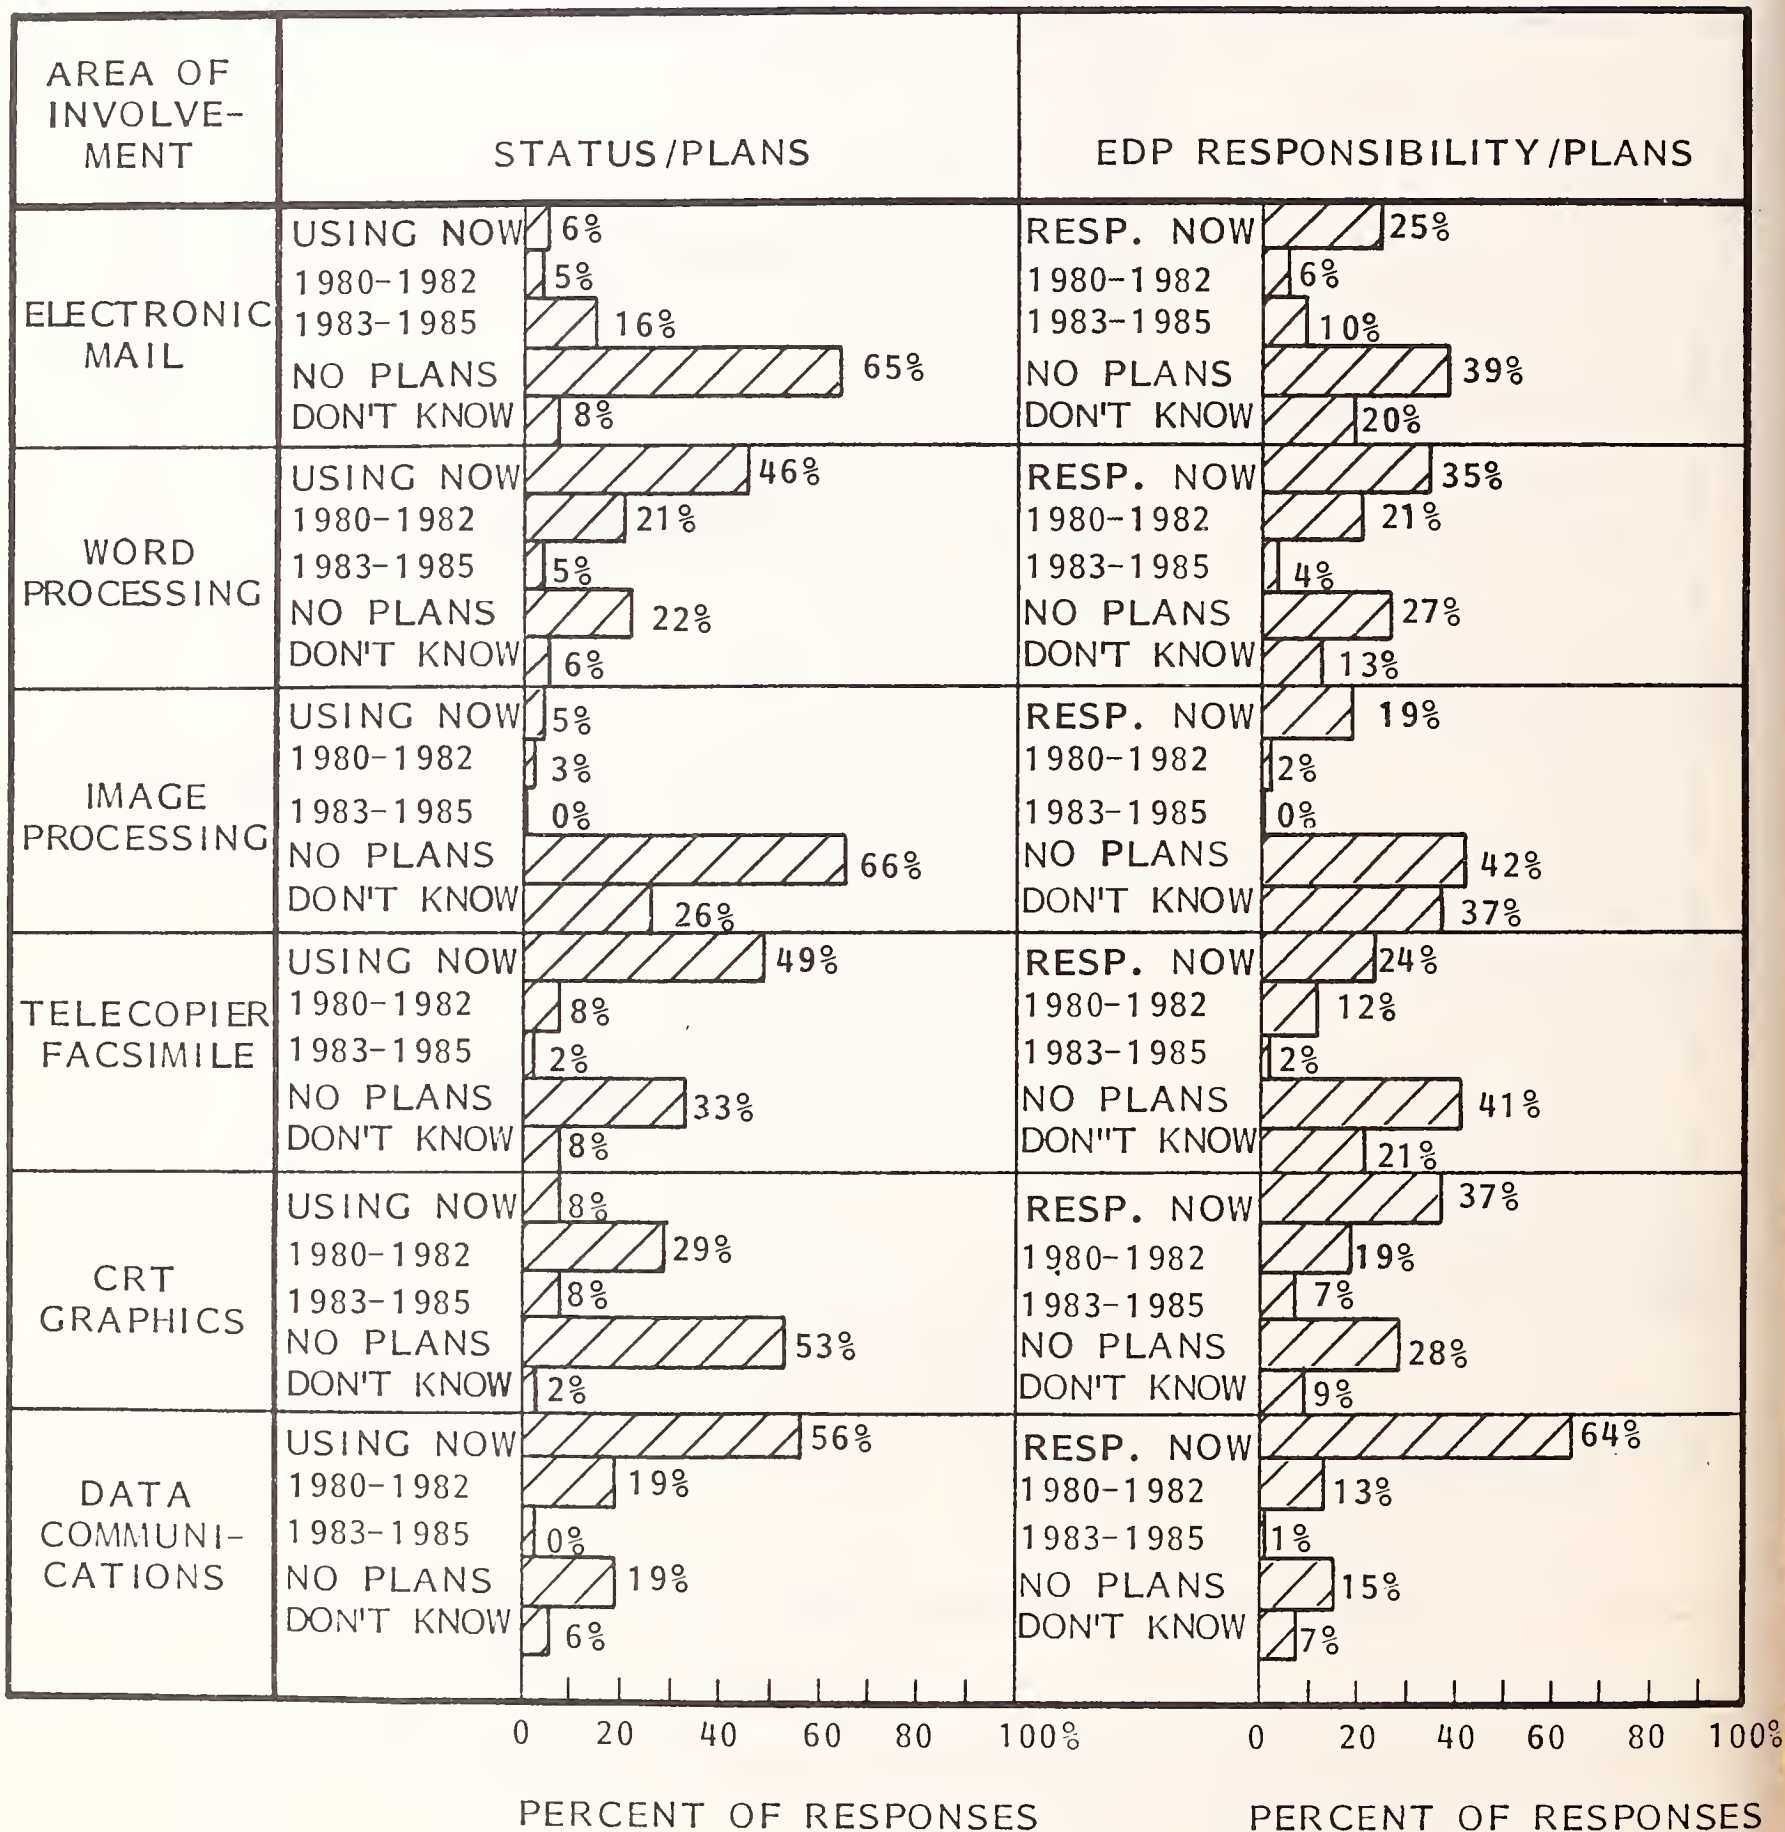 AREA OF
INVOLVE-
MENT
STATUS/PLANS
EDP RESPONSIBILITY/PLANS
ELECTRONIC
MAIL
USING NOW 6%
1980-1982 5%
1983-1985 16%
NO PLANS 65%
DON'T KNOW 8%
RESP. NOW 25%
1980-1982 6%
1983-1985 10%
NO PLANS 39%
DON'T KNOW 20%
WORD
PROCESSING
USING NOW 46%
1980-1982 21%
1983-1985 5%
NO PLANS 22%
DON'T KNOW 6%
RESP. NOW 35%
1980-1982 21%
1983-1985 4%
NO PLANS 27%
DON'T KNOW 13%
IMAGE
PROCESSING
USING NOW 5%
1980-1982 3%
1983-1985 0%
NO PLANS 66%
DON'T KNOW 26%
RESP. NOW 19%
1980-1982 2%
1983-1985 0%
NO PLANS 42%
DON'T KNOW 37%
TELECOPIER
FACSIMILE
USING NOW 49%
1980-1982 8%
1983-1985 2%
NO PLANS 33%
DON'T KNOW 8%
RESP. NOW 24%
1980-1982 12%
1983-1985 2%
NO PLANS 41%
DON"T KNOW 21%
CRT
GRAPHICS
USING NOW 8%
1980-1982 29%
1983-1985 8%
NO PLANS 53%
DON'T KNOW 2%
RESP. NOW 37%
1980-1982 19%
1983-1985 7%
NO PLANS 28%
DON'T KNOW 9%
DATA
COMMUNI-
CATIONS
USING NOW 56%
1980-1982 19%
1983-1985 0%
NO PLANS 19%
DON'T KNOW 6%
RESP. NOW 64%
1980-1982 13%
1983-1985 1%
NO PLANS 15%
DON'T KNOW 7%
0 20 40 60 80 100%
0 20 40 60 80 100%
PERCENT OF RESPONSES
PERCENT OF RESPONSES